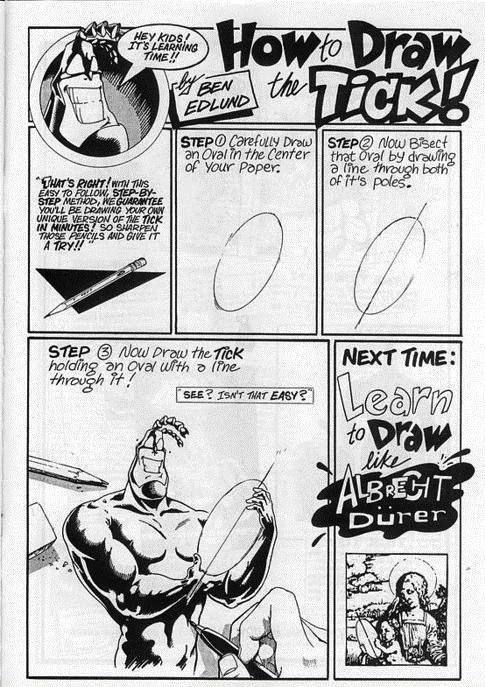 HEY KIDS!
IT'S LEARNING
TIME!!
How to Draw
the TICK!
by BEN
EDLUND
"THAT'S RIGHT! WITH THIS
EASY TO FOLLOW, STEP-BY-
STEP METHOD, WE GUARANTEE
YOU'LL BE DRAWING YOUR OWN
UNIQUE VERSION OF THE TICK
IN MINUTES! SO SHARPEN
THOSE PENCILS AND GIVE IT
A TRY!!"
STEP ① Carefully Draw
an Oval in the Center
of Your Paper.
STEP ② Now Bisect
that Oval by drawing
a line through both
of it's poles.
STEP ③ Now Draw the TICK
holding an Oval with a line
through it!
"SEE? ISN'T THAT EASY?"
NEXT TIME:
Learn
to Draw
like
ALBRECHT
Dürer